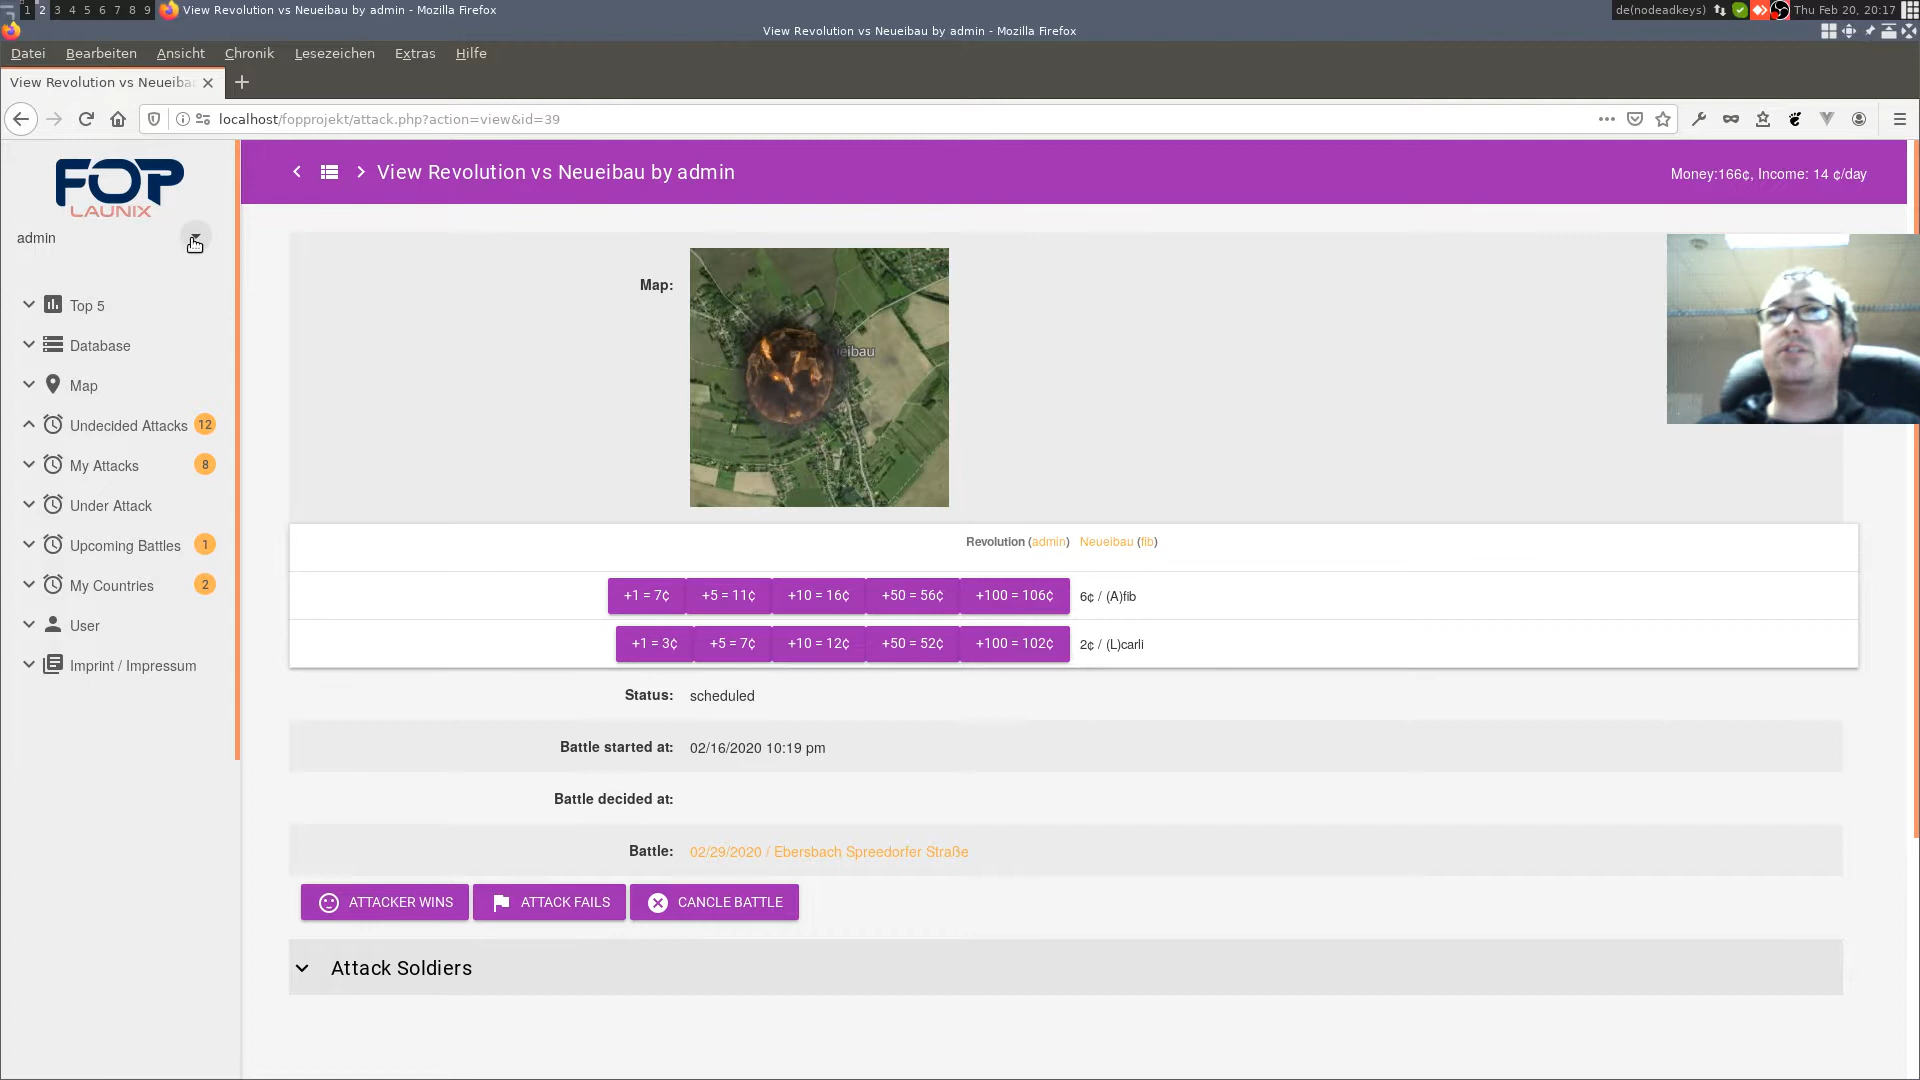 1 2 3 4 5 6 7 8 9 View Revolution vs Neueibau by admin - Mozilla Firefox
de(nodeadkeys) Thu Feb 20, 20:17
View Revolution vs Neueibau by admin - Mozilla Firefox
Datei Bearbeiten Ansicht Chronik Lesezeichen Extras Hilfe
View Revolution vs Neueiba
localhost/fopprojekt/attack.php?action=view&id=39
FOP
LAUNIX
admin
Top 5
Database
Map
Undecided Attacks 12
My Attacks 8
Under Attack
Upcoming Battles 1
My Countries 2
User
Imprint / Impressum
View Revolution vs Neueibau by admin
Money:166¢, Income: 14 ¢/day
Map:
eibau
Revolution (admin) Neueibau (fib)
+1 = 7¢ +5 = 11¢ +10 = 16¢ +50 = 56¢ +100 = 106¢ 6¢ / (A)fib
+1 = 3¢ +5 = 7¢ +10 = 12¢ +50 = 52¢ +100 = 102¢ 2¢ / (L)carli
Status: scheduled
Battle started at: 02/16/2020 10:19 pm
Battle decided at:
Battle: 02/29/2020 / Ebersbach Spreedorfer Straße
ATTACKER WINS ATTACK FAILS CANCLE BATTLE
Attack Soldiers